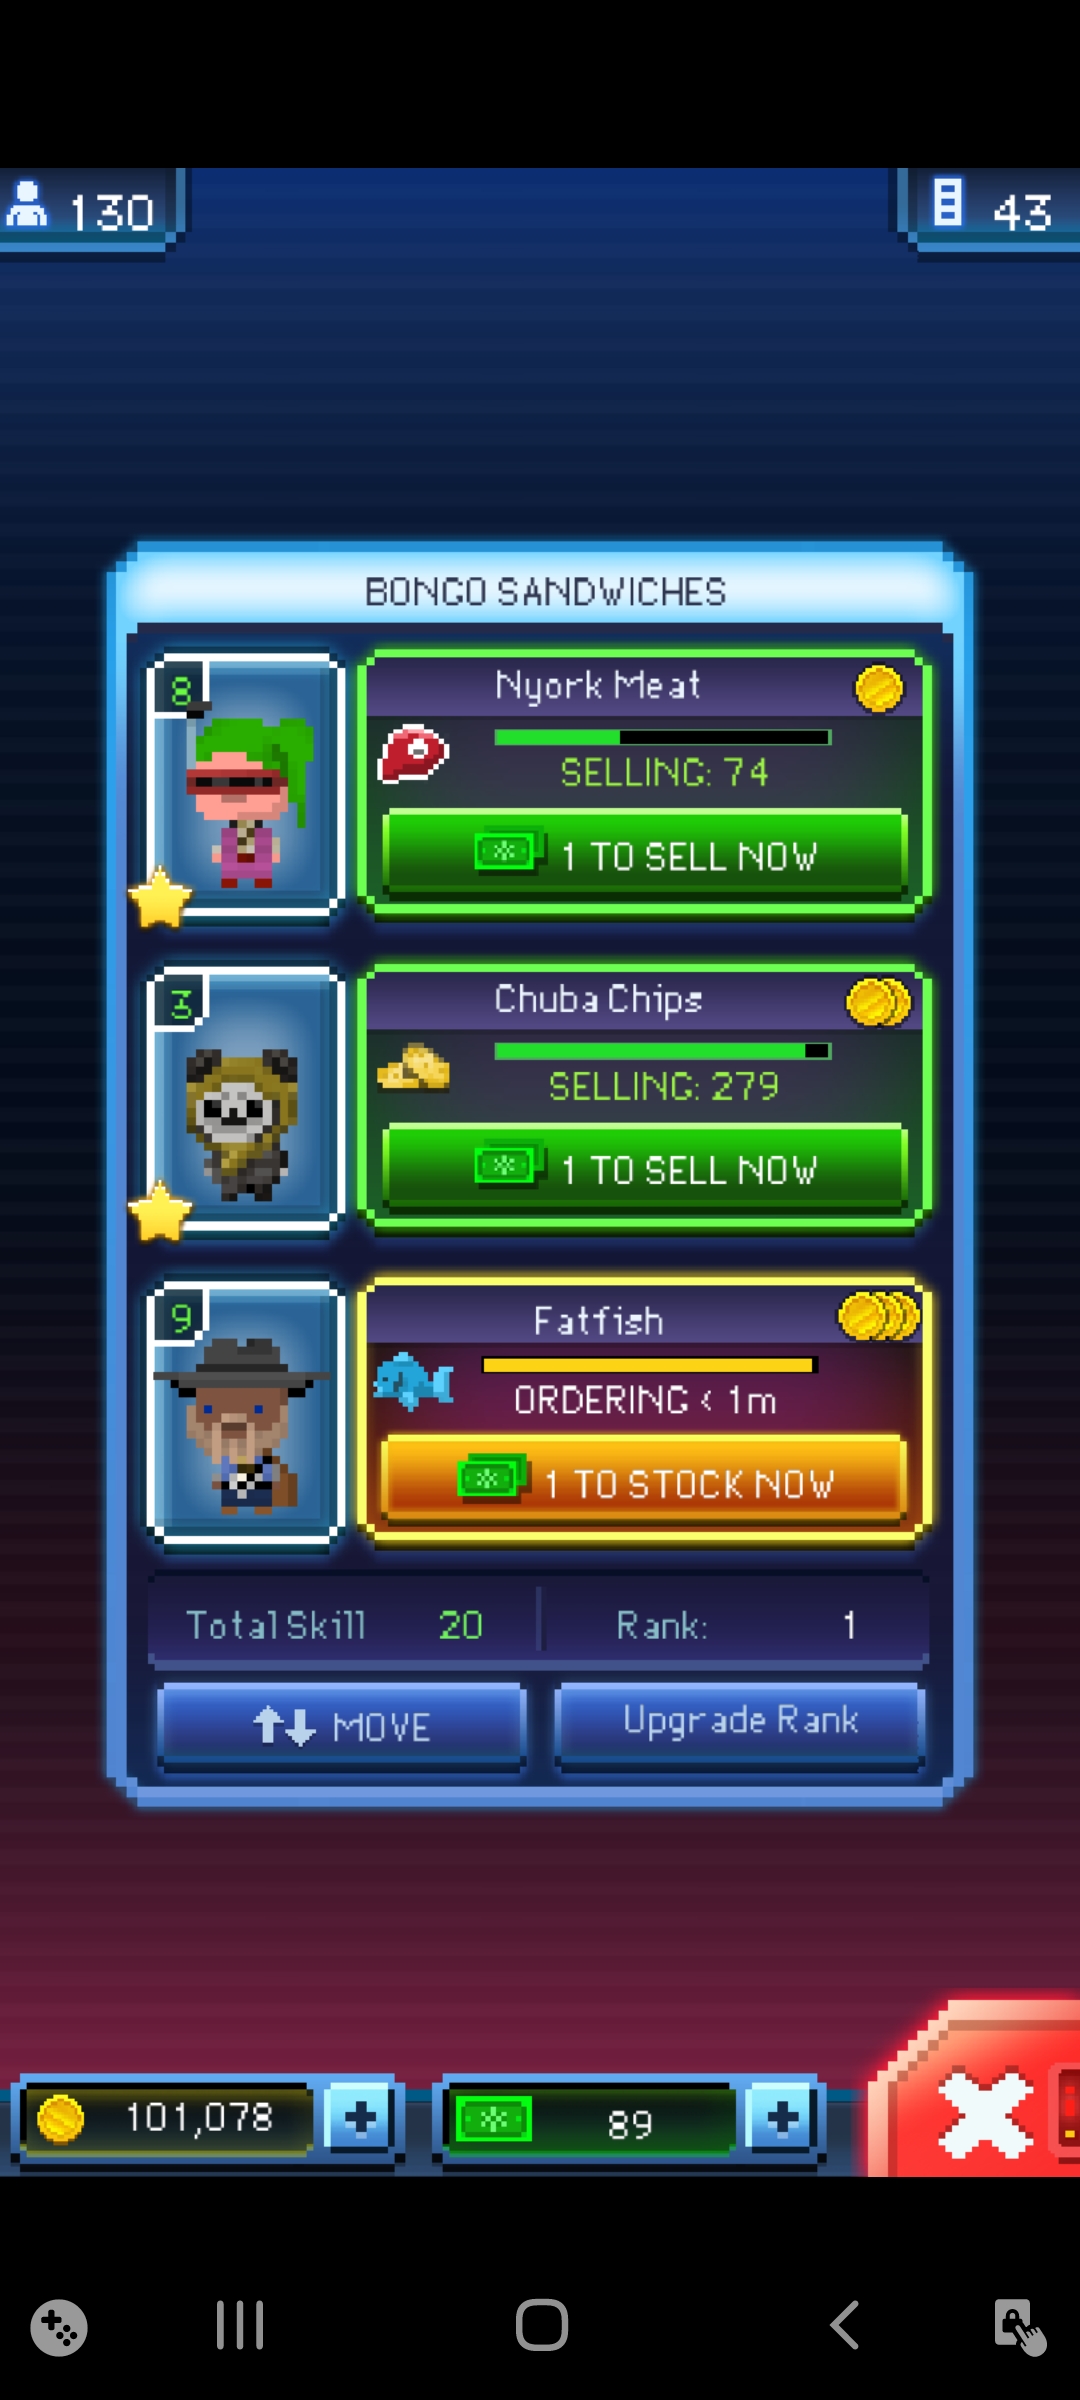 130
43
BONGO SANDWICHES
8
Nyork Meat
SELLING: 74
1 TO SELL NOW
3
Chuba Chips
SELLING: 279
1 TO SELL NOW
9
Fatfish
ORDERING < 1m
1 TO STOCK NOW
Total Skill 20
Rank: 1
MOVE
Upgrade Rank
101,078
89